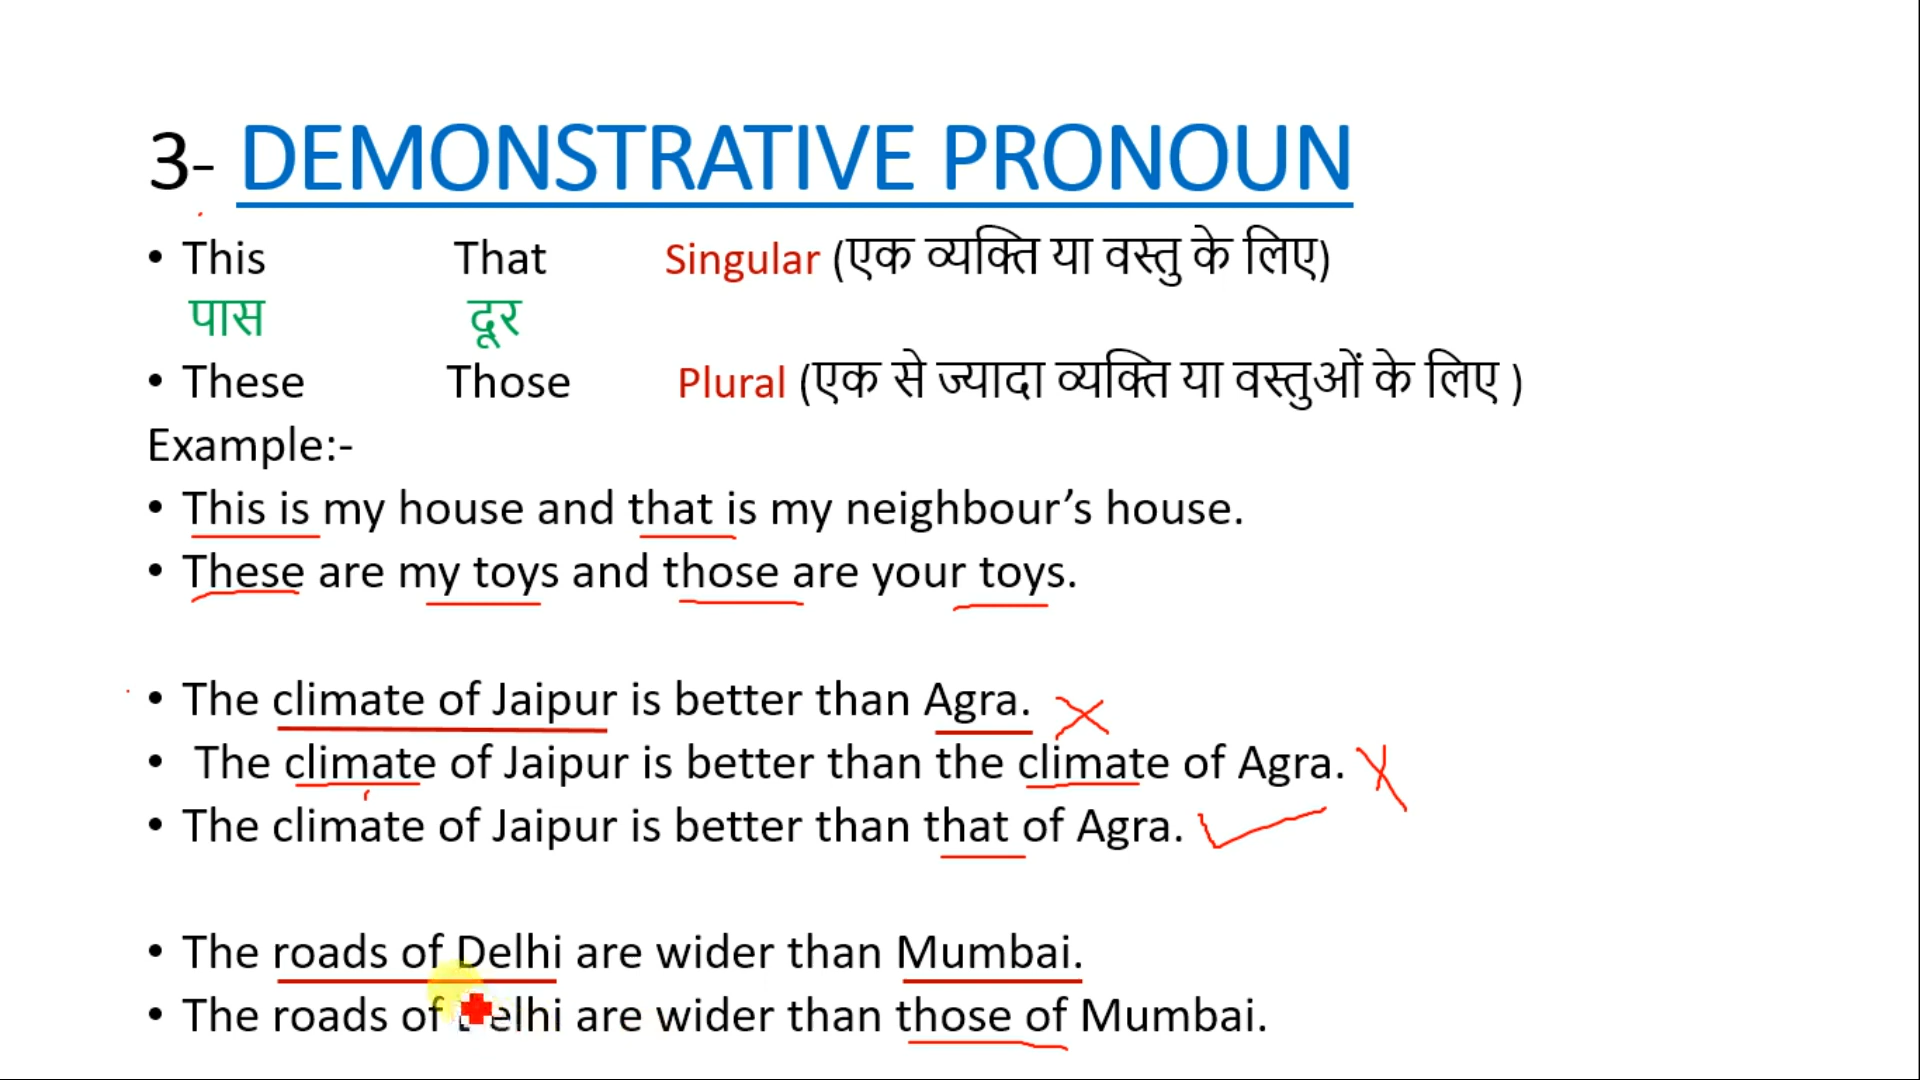 3- DEMONSTRATIVE PRONOUN
• This That Singular (एक व्यक्ति या वस्तु के लिए)
पास दूर
• These Those Plural (एक से ज्यादा व्यक्ति या वस्तुओं के लिए )
Example:-
• This is my house and that is my neighbour’s house.
• These are my toys and those are your toys.
• The climate of Jaipur is better than Agra.
• The climate of Jaipur is better than the climate of Agra.
• The climate of Jaipur is better than that of Agra.
• The roads of Delhi are wider than Mumbai.
• The roads of Delhi are wider than those of Mumbai.